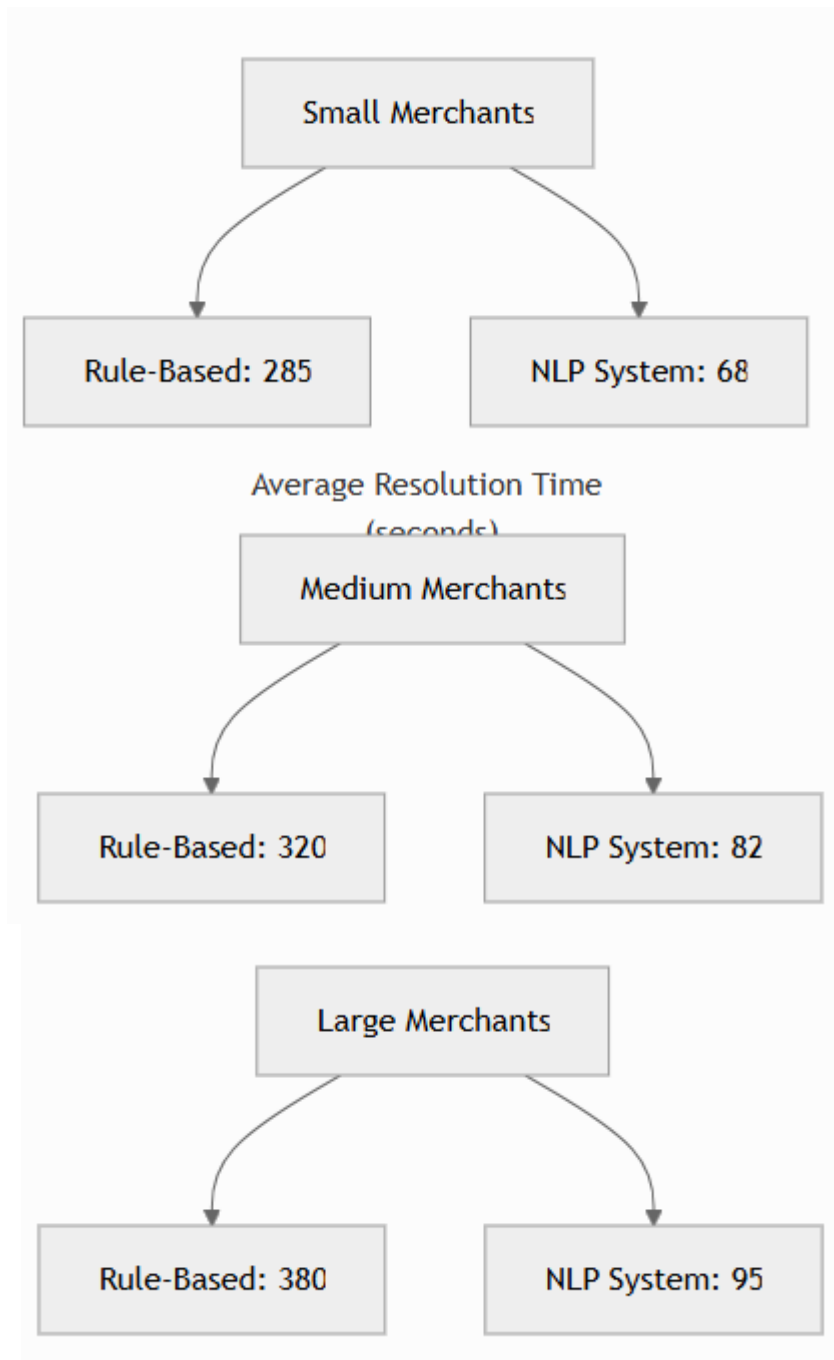 Small Merchants
Rule-Based: 285
NLP System: 68
Average Resolution Time
(seconds)
Medium Merchants
Rule-Based: 320
NLP System: 82
Large Merchants
Rule-Based: 380
NLP System: 95